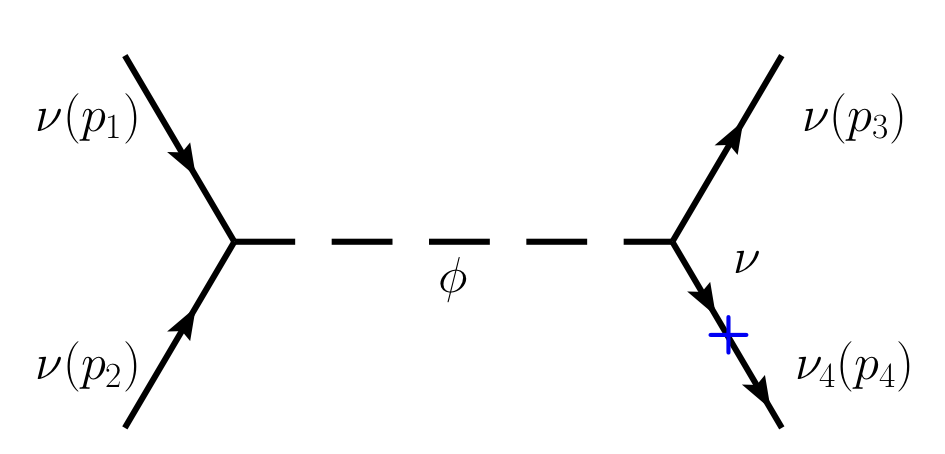 ν(p₁)
ν(p₃)
ν
ϕ
ν(p₂)
ν₄(p₄)